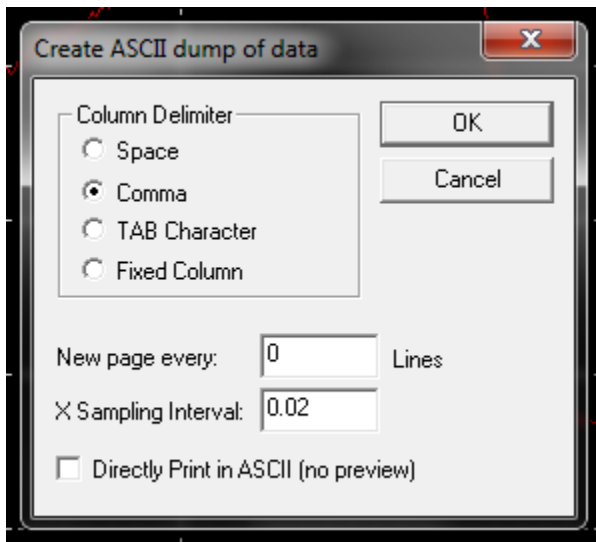 Create ASCII dump of data
Column Delimiter
Space
Comma
TAB Character
Fixed Column
OK
Cancel
New page every: 0 Lines
X Sampling Interval: 0.02
Directly Print in ASCII (no preview)